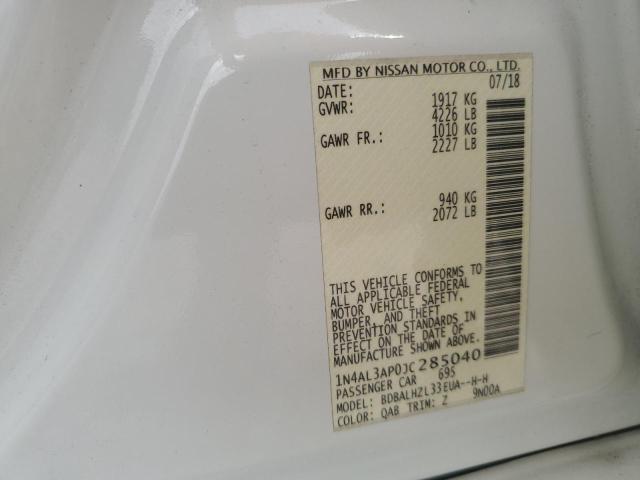 MFD BY NISSAN MOTOR CO., LTD.
DATE: 07/18
GVWR: 1917 KG
4226 LB
GAWR FR.: 1010 KG
2227 LB
GAWR RR.: 940 KG
2072 LB
THIS VEHICLE CONFORMS TO
ALL APPLICABLE FEDERAL
MOTOR VEHICLE SAFETY,
BUMPER, AND THEFT
PREVENTION STANDARDS IN
EFFECT ON THE DATE OF
MANUFACTURE SHOWN ABOVE.
1N4AL3AP0JC285040
PASSENGER CAR 695
MODEL: BDBALHZL33EUA--H-H
COLOR: QAB TRIM: Z 9N00A